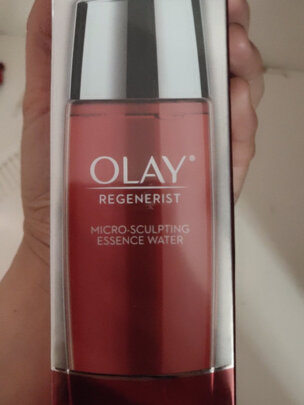 OLAY®
REGENERIST
MICRO-SCULPTING
ESSENCE WATER